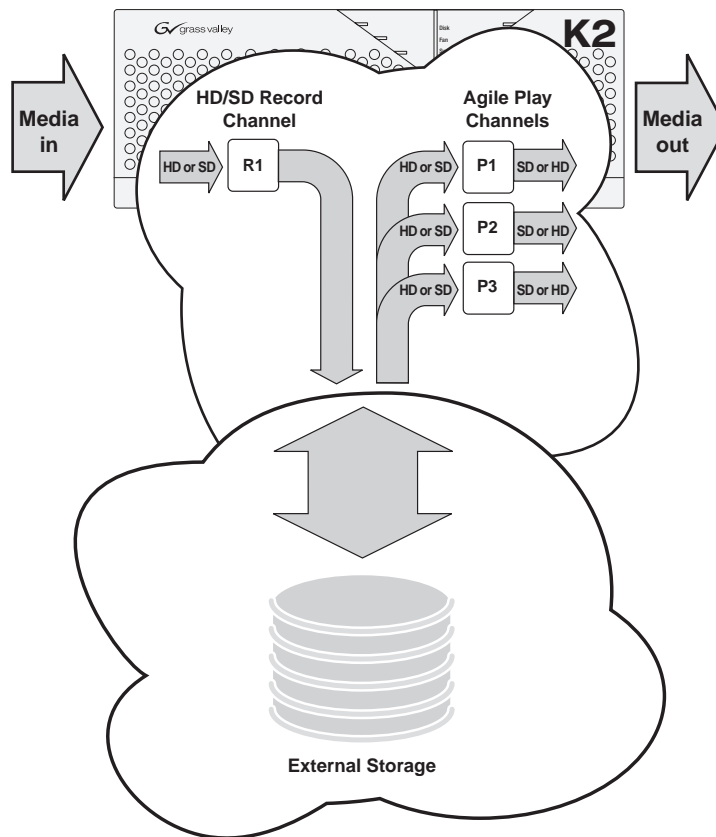 grass valley
Disk
Fan
K2
Media
in
HD/SD Record
Channel
Agile Play
Channels
Media
out
HD or SD
R1
HD or SD
P1
SD or HD
HD or SD
P2
SD or HD
HD or SD
P3
SD or HD
External Storage